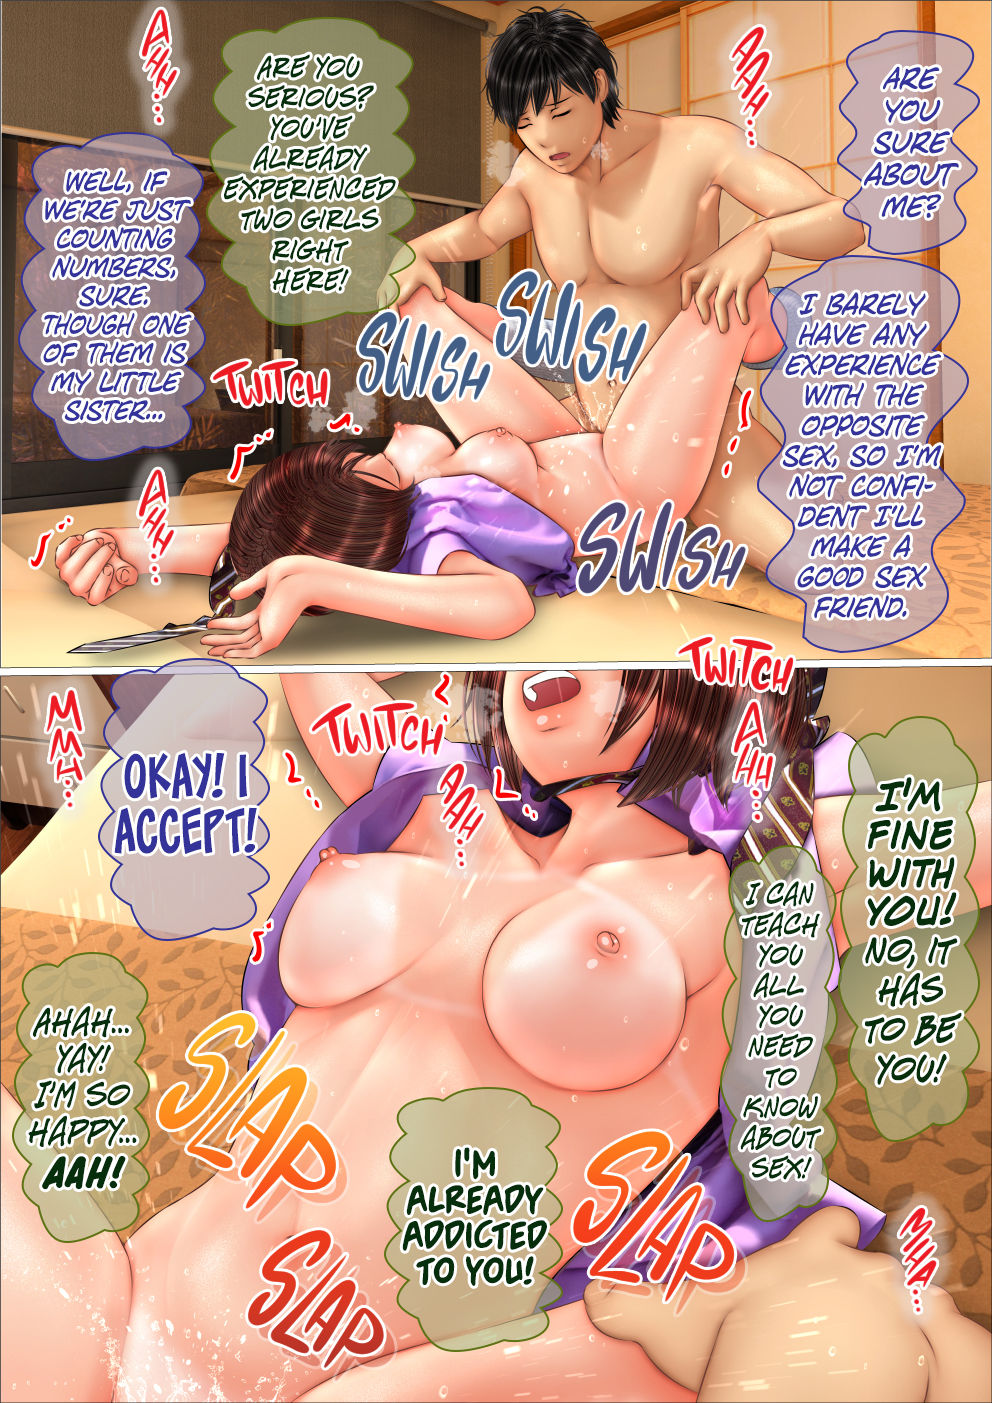 AHH...
ARE YOU
SERIOUS?
YOU'VE
ALREADY
EXPERIENCED
TWO GIRLS
RIGHT
HERE!
AAH...
ARE
YOU
SURE
ABOUT
ME?
WELL, IF
WE'RE JUST
COUNTING
NUMBERS,
SURE.
THOUGH ONE
OF THEM IS
MY LITTLE
SISTER...
I BARELY
HAVE ANY
EXPERIENCE
WITH THE
OPPOSITE
SEX, SO I'M
NOT CONFI-
DENT I'LL
MAKE A
GOOD SEX
FRIEND.
SWISH
SWISH
TWITCH
AHH...
SWISH
TWITCH
MMH...
OKAY! I
ACCEPT!
TWITCH
AAH...
AHH...
I'M
FINE
WITH
YOU!
NO, IT
HAS
TO BE
YOU!
I CAN
TEACH
YOU
ALL
YOU
NEED
TO
KNOW
ABOUT
SEX!
AHAH...
YAY!
I'M SO
HAPPY...
AAH!
SLAP
SLAP
I'M
ALREADY
ADDICTED
TO YOU!
SLAP
MHA...